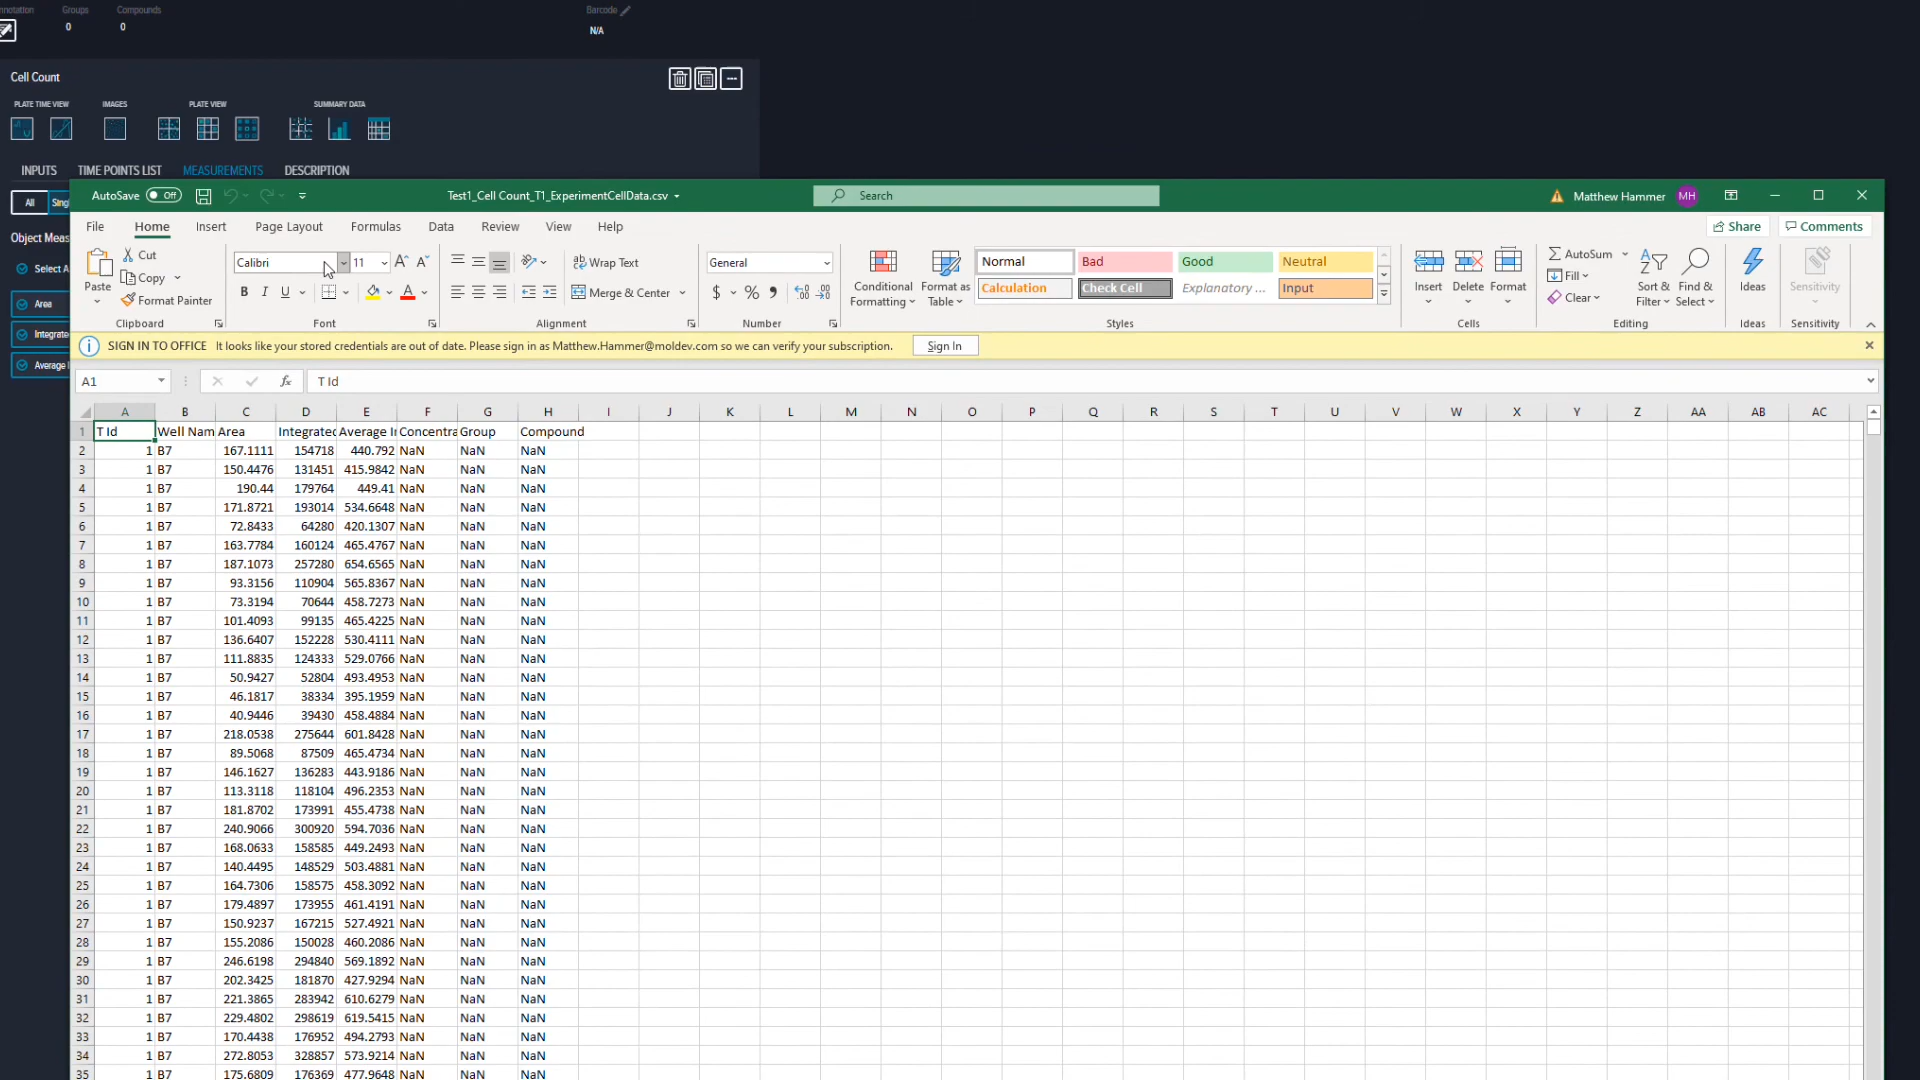 nnotation Groups Compounds Barcode
0 0 N/A
Cell Count
PLATE TIME VIEW IMAGES PLATE VIEW SUMMARY DATA
INPUTS TIME POINTS LIST MEASUREMENTS DESCRIPTION
All Sing
Object Meas
Select A
Area
Integrate
Average I
AutoSave Off Test1_Cell Count_T1_ExperimentCellData.csv Search Matthew Hammer MH
File Home Insert Page Layout Formulas Data Review View Help Share Comments
Paste Cut Copy Format Painter Clipboard
Calibri 11 B I U Font
Wrap Text Merge & Center Alignment
General $ % Number
Conditional Formatting Format as Table Normal Bad Good Neutral Calculation Check Cell Explanatory ... Input Styles
Insert Delete Format Cells
AutoSum Fill Clear Sort & Filter Find & Select Editing
Ideas Ideas
Sensitivity Sensitivity
SIGN IN TO OFFICE It looks like your stored credentials are out of date. Please sign in as Matthew.Hammer@moldev.com so we can verify your subscription. Sign In
A1 fx T Id
A B C D E F G H I J K L M N O P Q R S T U V W X Y Z AA AB AC
1 T Id Well Nam Area Integrated Average In Concentra Group Compound
2 1 B7 167.1111 154718 440.792 NaN NaN NaN
3 1 B7 150.4476 131451 415.9842 NaN NaN NaN
4 1 B7 190.44 179764 449.41 NaN NaN NaN
5 1 B7 171.8721 193014 534.6648 NaN NaN NaN
6 1 B7 72.8433 64280 420.1307 NaN NaN NaN
7 1 B7 163.7784 160124 465.4767 NaN NaN NaN
8 1 B7 187.1073 257280 654.6565 NaN NaN NaN
9 1 B7 93.3156 110904 565.8367 NaN NaN NaN
10 1 B7 73.3194 70644 458.7273 NaN NaN NaN
11 1 B7 101.4093 99135 465.4225 NaN NaN NaN
12 1 B7 136.6407 152228 530.4111 NaN NaN NaN
13 1 B7 111.8835 124333 529.0766 NaN NaN NaN
14 1 B7 50.9427 52804 493.4953 NaN NaN NaN
15 1 B7 46.1817 38334 395.1959 NaN NaN NaN
16 1 B7 40.9446 39430 458.4884 NaN NaN NaN
17 1 B7 218.0538 275644 601.8428 NaN NaN NaN
18 1 B7 89.5068 87509 465.4734 NaN NaN NaN
19 1 B7 146.1627 136283 443.9186 NaN NaN NaN
20 1 B7 113.3118 118104 496.2353 NaN NaN NaN
21 1 B7 181.8702 173991 455.4738 NaN NaN NaN
22 1 B7 240.9066 300920 594.7036 NaN NaN NaN
23 1 B7 168.0633 158585 449.2493 NaN NaN NaN
24 1 B7 140.4495 148529 503.4881 NaN NaN NaN
25 1 B7 164.7306 158575 458.3092 NaN NaN NaN
26 1 B7 179.4897 173955 461.4191 NaN NaN NaN
27 1 B7 150.9237 167215 527.4921 NaN NaN NaN
28 1 B7 155.2086 150028 460.2086 NaN NaN NaN
29 1 B7 246.6198 294840 569.1892 NaN NaN NaN
30 1 B7 202.3425 181870 427.9294 NaN NaN NaN
31 1 B7 221.3865 283942 610.6279 NaN NaN NaN
32 1 B7 229.4802 298619 619.5415 NaN NaN NaN
33 1 B7 170.4438 176952 494.2793 NaN NaN NaN
34 1 B7 272.8053 328857 573.9214 NaN NaN NaN
35 1 B7 175.6809 176369 477.9648 NaN NaN NaN